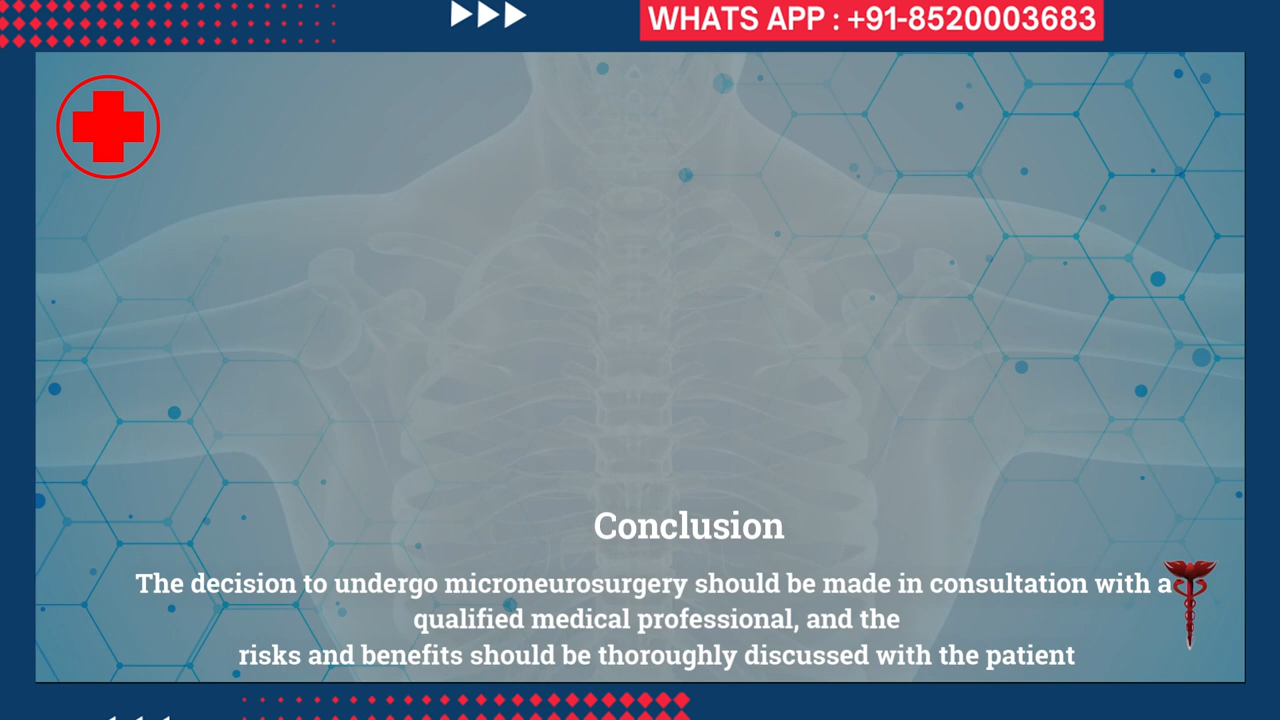 WHATS APP : +91-8520003683
Conclusion
The decision to undergo microneurosurgery should be made in consultation with a
qualified medical professional, and the
risks and benefits should be thoroughly discussed with the patient